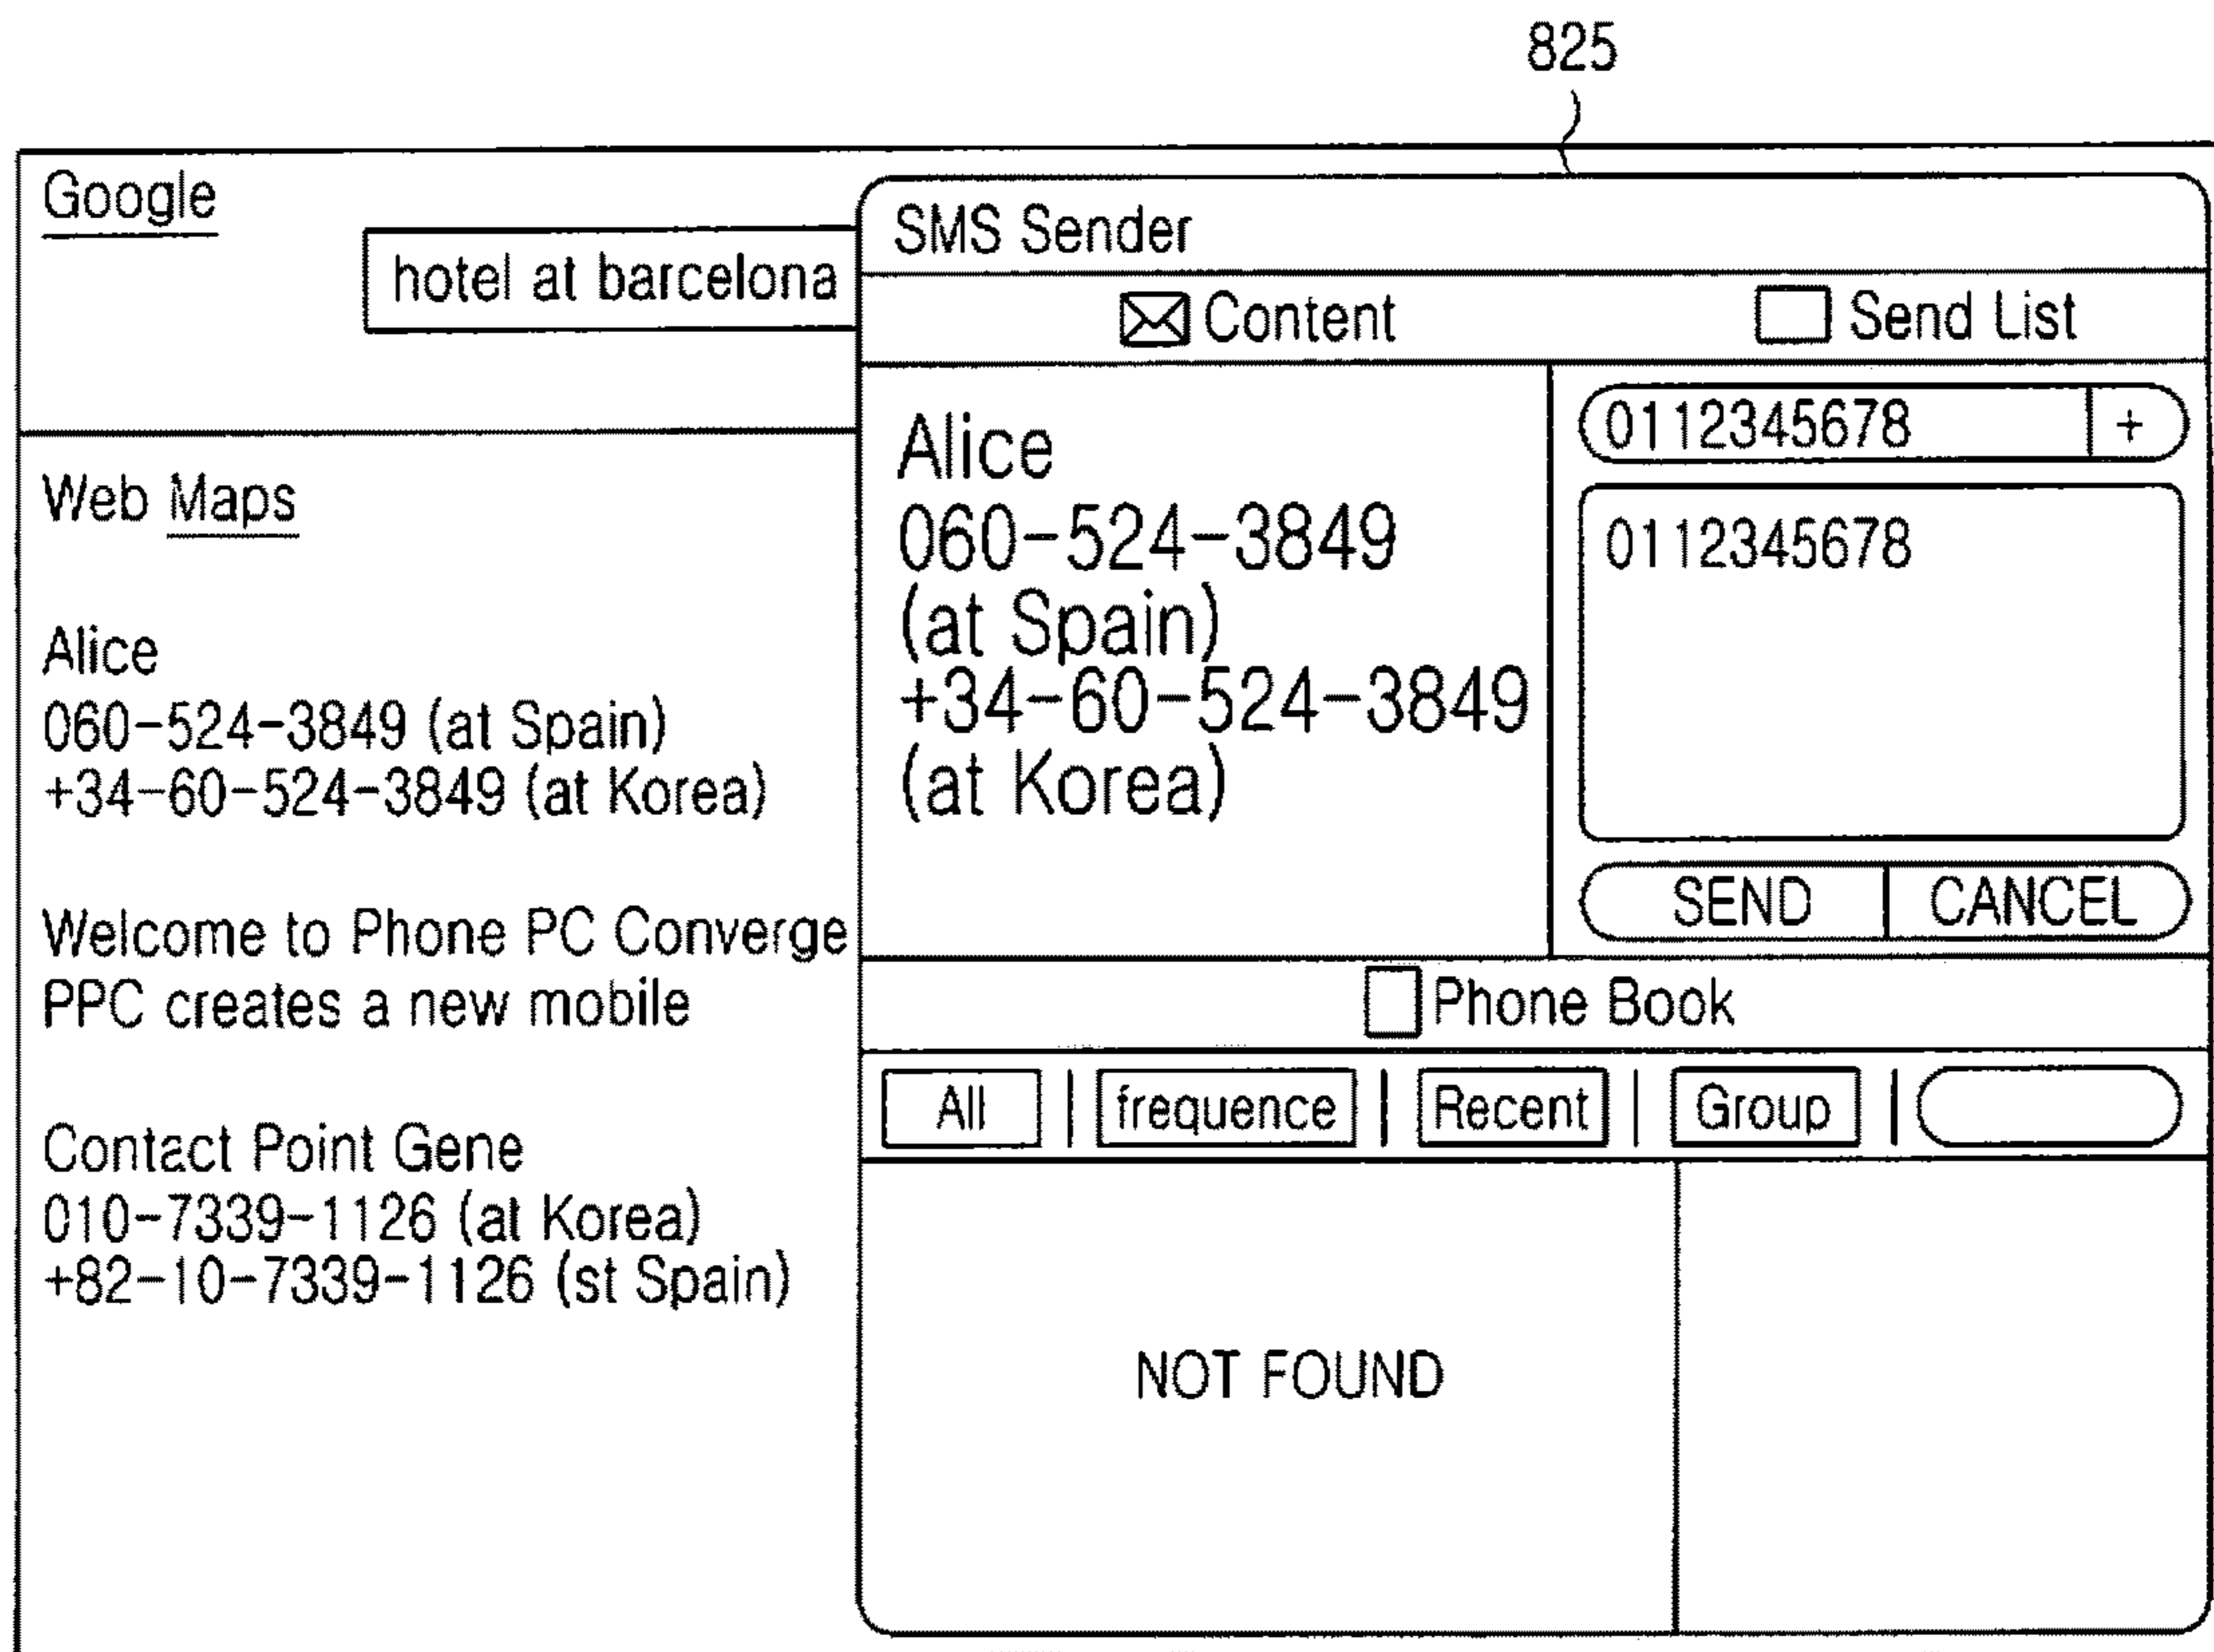 825
Google
hotel at barcelona
Web Maps
Alice
060-524-3849 (at Spain)
+34-60-524-3849 (at Korea)
Welcome to Phone PC Converge
PPC creates a new mobile
Contact Point Gene
010-7339-1126 (at Korea)
+82-10-7339-1126 (st Spain)
SMS Sender
Content
Send List
Alice
060-524-3849
(at Spain)
+34-60-524-3849
(at Korea)
0112345678 +
0112345678
SEND CANCEL
Phone Book
All | frequence | Recent | Group |
NOT FOUND